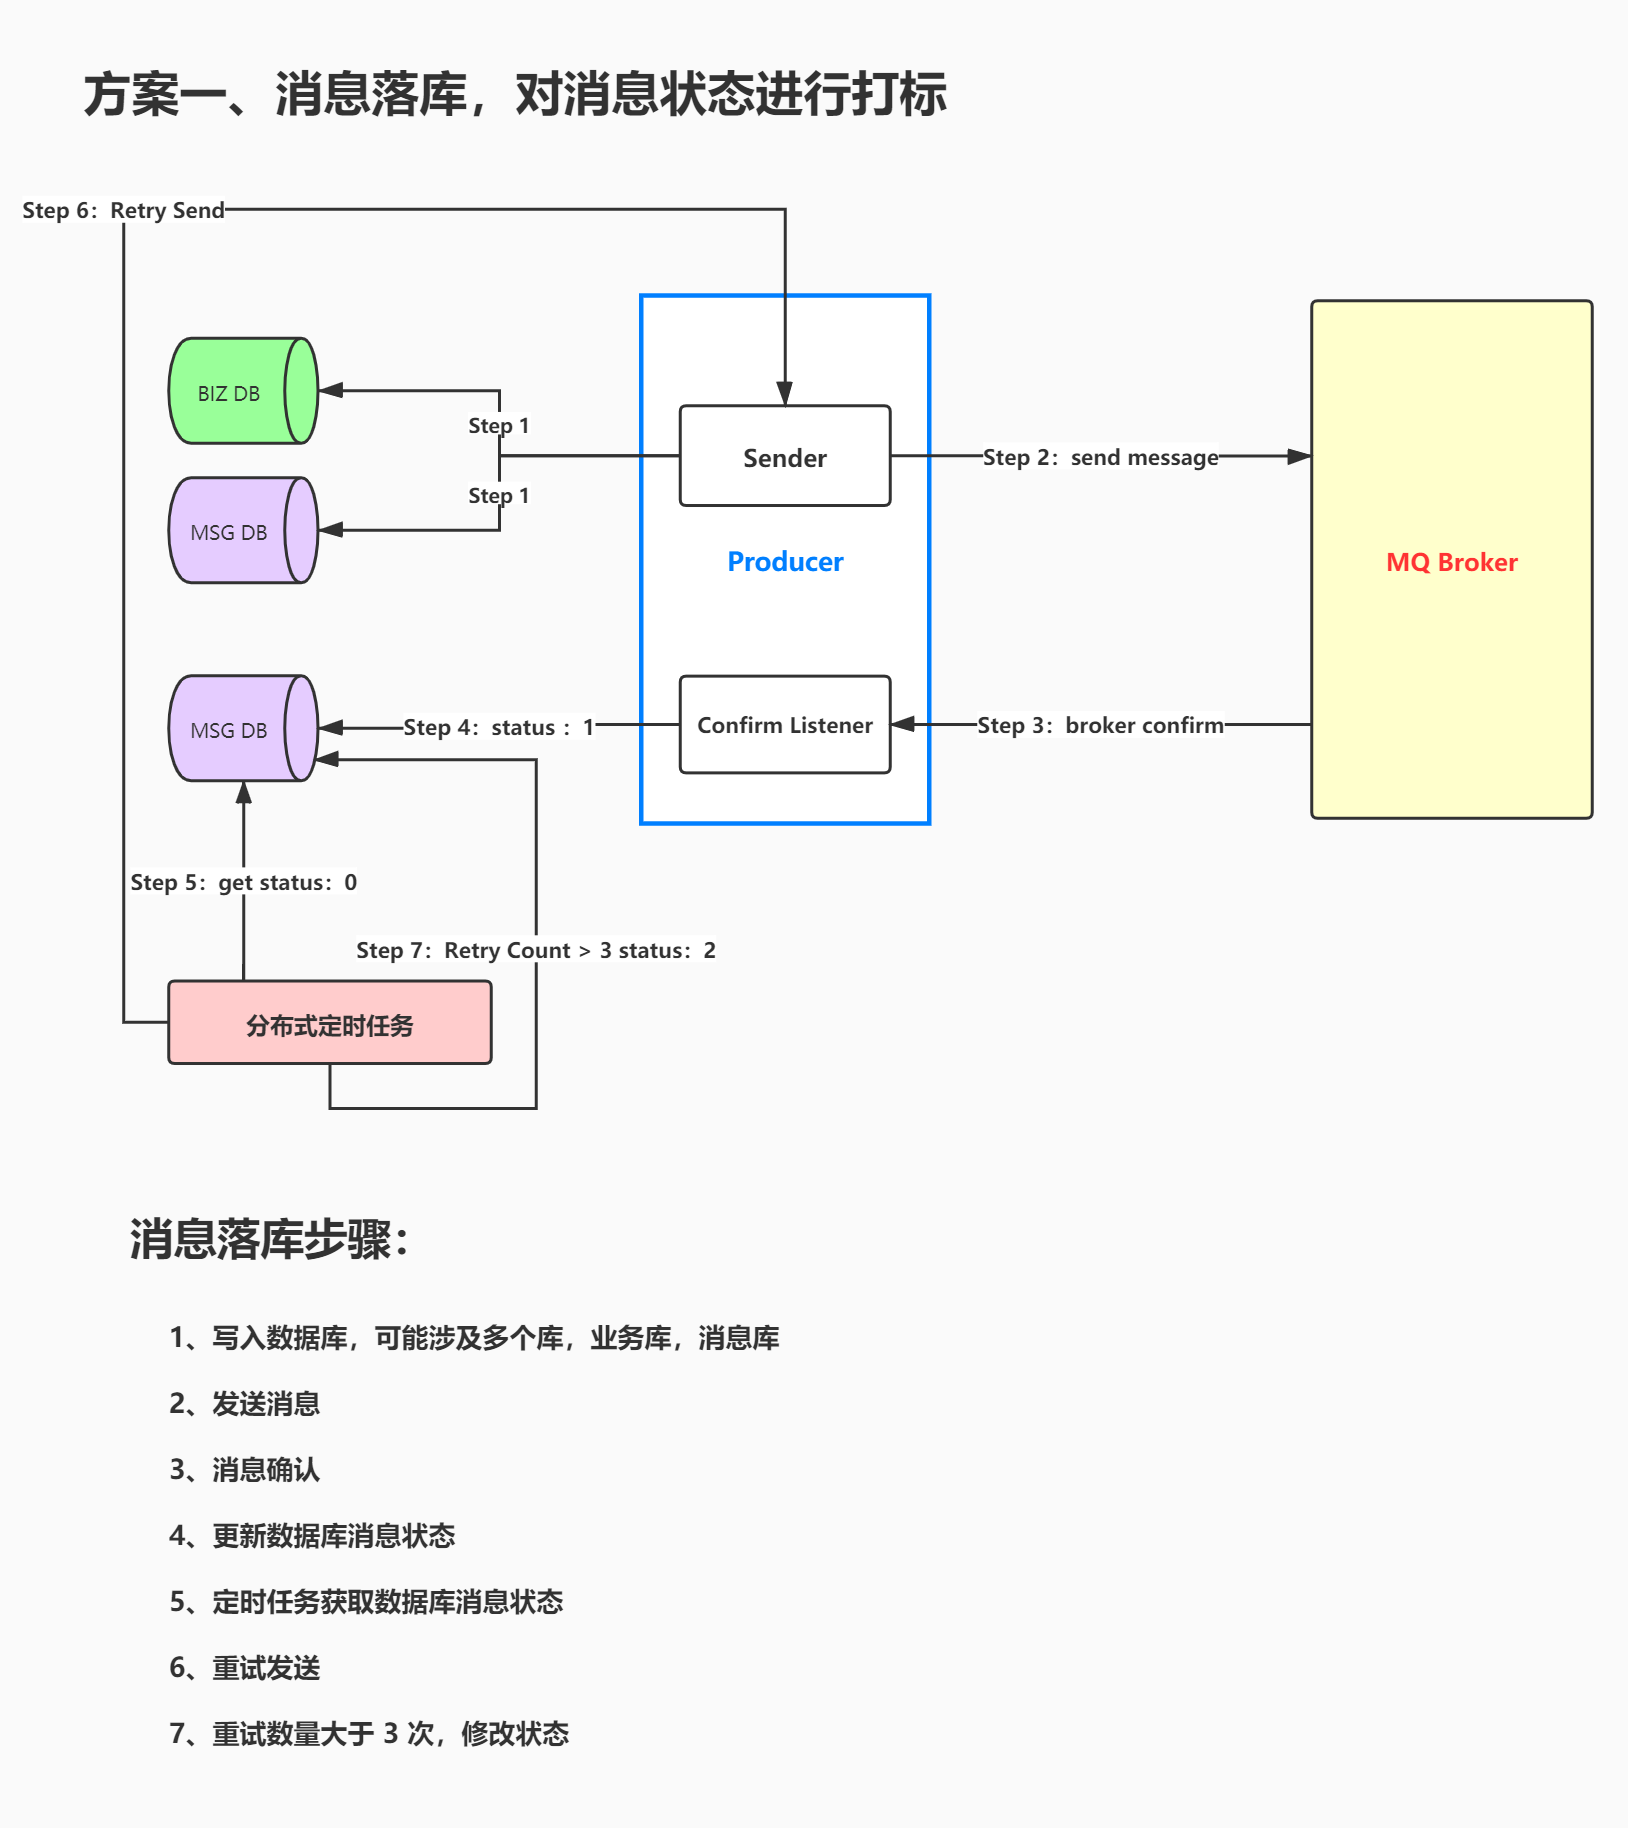 方案一、消息落库，对消息状态进行打标
Step 6：Retry Send
BIZ DB
Step 1
Sender
Step 2：send message
Step 1
MSG DB
Producer
MQ Broker
MSG DB
Step 4：status ：1
Confirm Listener
Step 3：broker confirm
Step 5：get status：0
Step 7：Retry Count > 3 status：2
分布式定时任务
消息落库步骤：
1、写入数据库，可能涉及多个库，业务库，消息库
2、发送消息
3、消息确认
4、更新数据库消息状态
5、定时任务获取数据库消息状态
6、重试发送
7、重试数量大于 3 次，修改状态